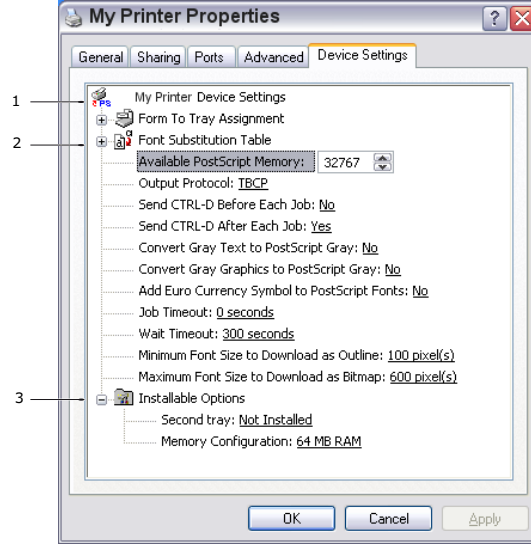 My Printer Properties
General Sharing Ports Advanced Device Settings
1 PS My Printer Device Settings
Form To Tray Assignment
2 a Font Substitution Table
Available PostScript Memory: 32767
Output Protocol: TBCP
Send CTRL-D Before Each Job: No
Send CTRL-D After Each Job: Yes
Convert Gray Text to PostScript Gray: No
Convert Gray Graphics to PostScript Gray: No
Add Euro Currency Symbol to PostScript Fonts: No
Job Timeout: 0 seconds
Wait Timeout: 300 seconds
Minimum Font Size to Download as Outline: 100 pixel(s)
Maximum Font Size to Download as Bitmap: 600 pixel(s)
3 Installable Options
Second tray: Not Installed
Memory Configuration: 64 MB RAM
OK Cancel Apply